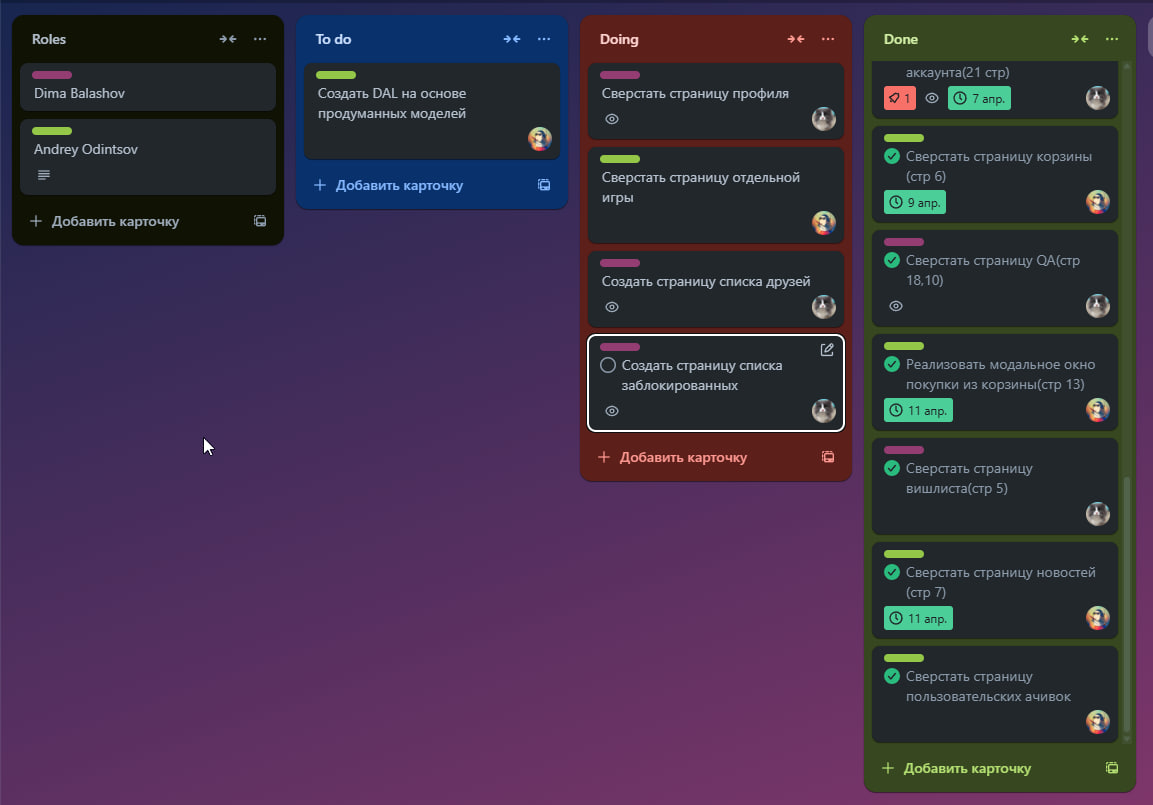 Roles
Dima Balashov
Andrey Odintsov
Добавить карточку
To do
Создать DAL на основе
продуманных моделей
Добавить карточку
Doing
Сверстать страницу профиля
Сверстать страницу отдельной
игры
Создать страницу списка друзей
Создать страницу списка
заблокированных
Добавить карточку
Done
аккаунта(21 стр)
1
7 апр.
Сверстать страницу корзины
(стр 6)
9 апр.
Сверстать страницу QA(стр
18,10)
Реализовать модальное окно
покупки из корзины(стр 13)
11 апр.
Сверстать страницу
вишлиста(стр 5)
Сверстать страницу новостей
(стр 7)
11 апр.
Сверстать страницу
пользовательских ачивок
Добавить карточку